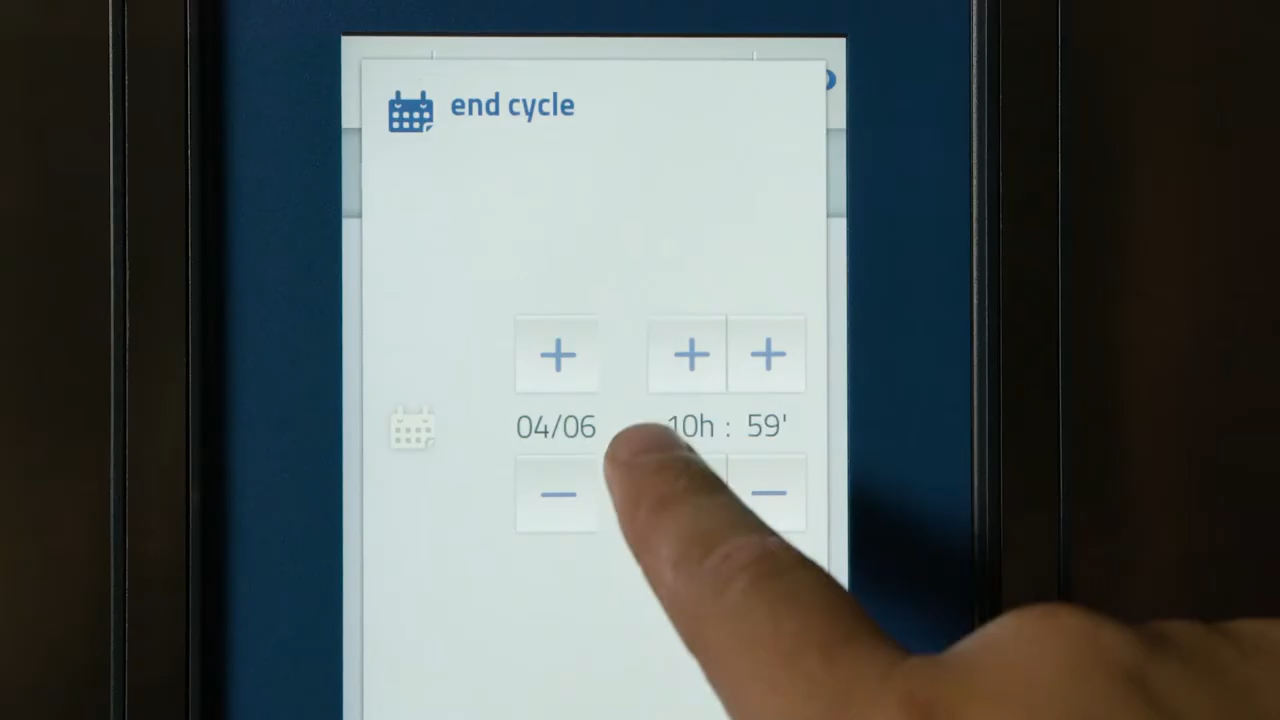 end cycle
+ + +
04/06 10h : 59'
− −